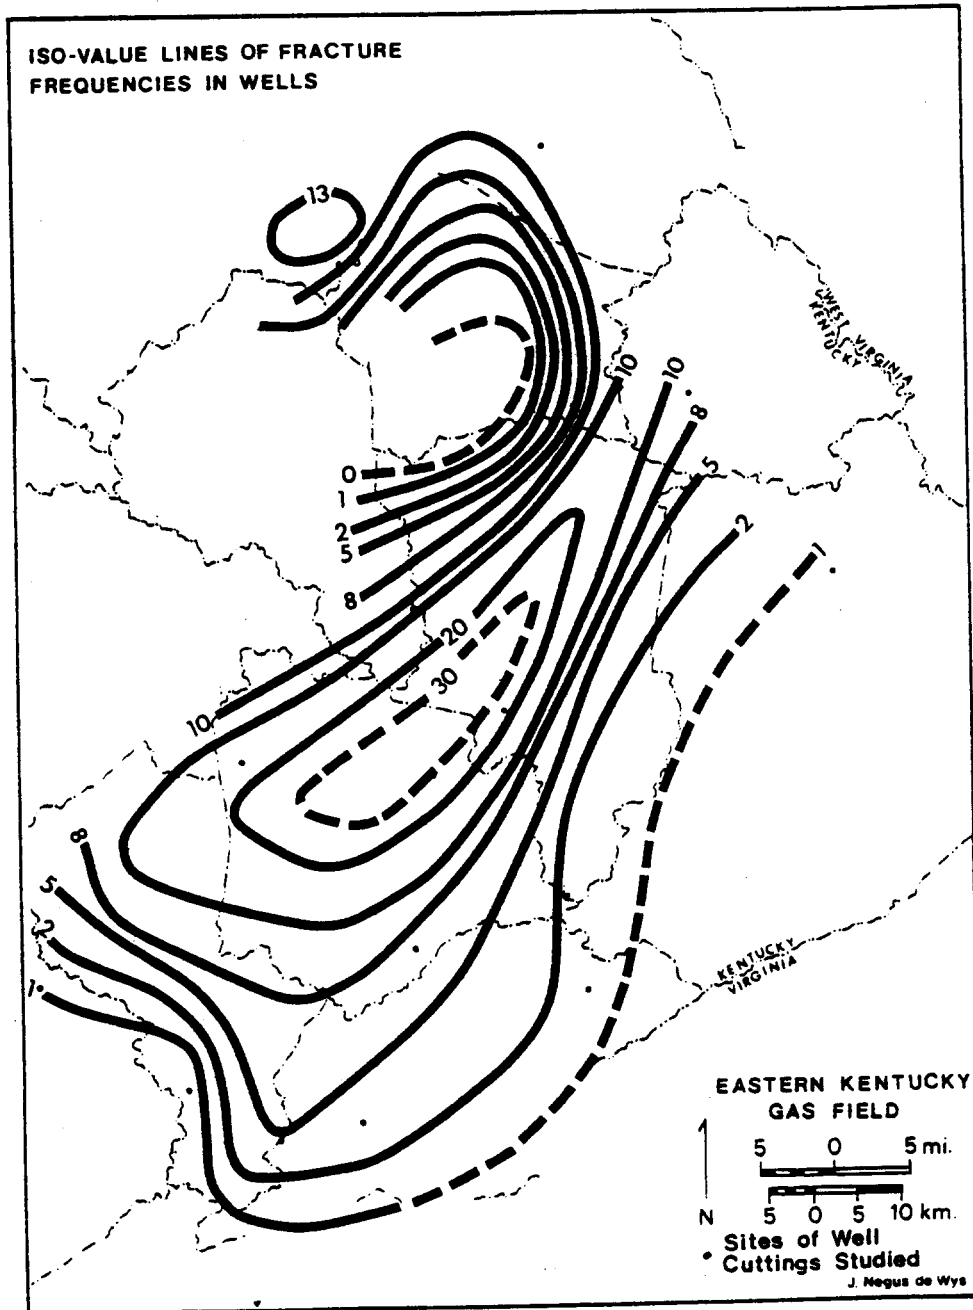 ISO-VALUE LINES OF FRACTURE
FREQUENCIES IN WELLS
13
WEST VIRGINIA
KENTUCKY
10
10
8
5
0
1
2
5
8
2
1
20
30
10
8
5
2
1
KENTUCKY
VIRGINIA
EASTERN KENTUCKY
GAS FIELD
5 0 5 mi.
N
5 0 5 10 km.
Sites of Well
Cuttings Studied
J. Negus de Wys